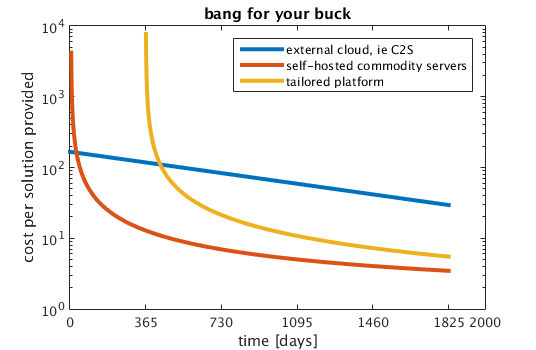 bang for your buck
cost per solution provided
10^4
10^3
10^2
10^1
10^0
external cloud, ie C2S
self-hosted commodity servers
tailored platform
0 365 730 1095 1460 1825 2000
time [days]